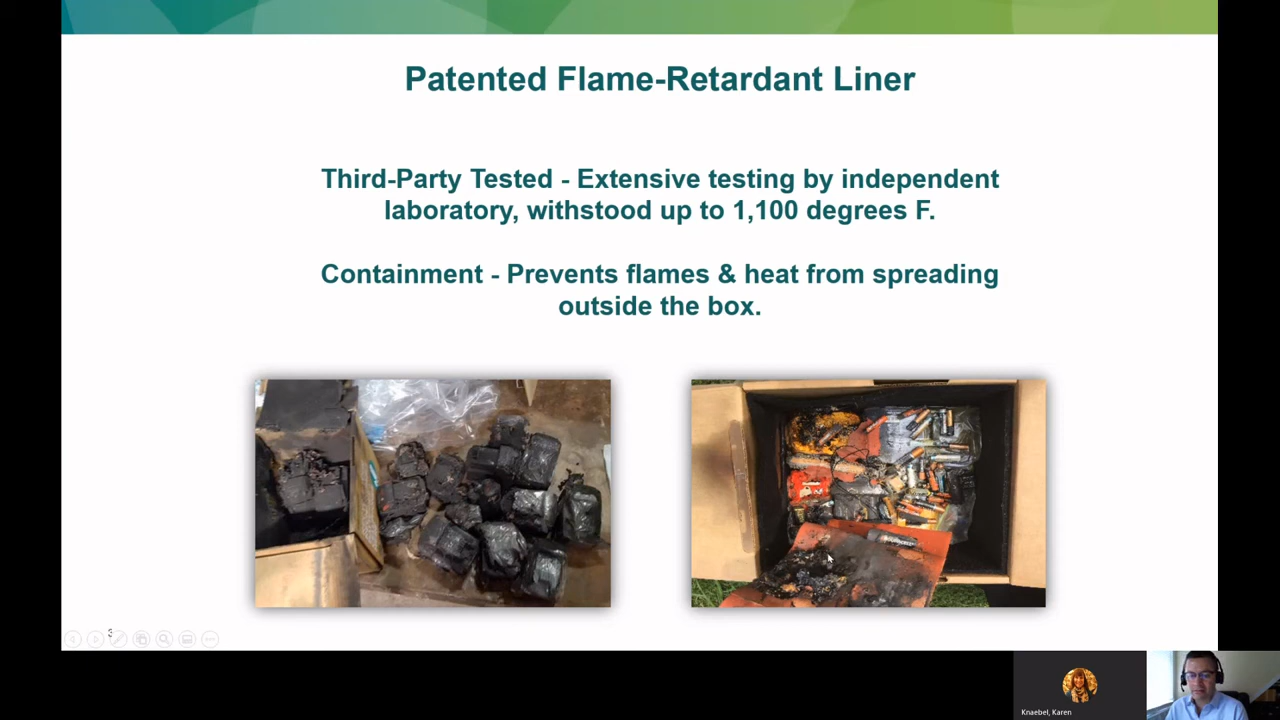 Patented Flame-Retardant Liner
Third-Party Tested - Extensive testing by independent
laboratory, withstood up to 1,100 degrees F.
Containment - Prevents flames & heat from spreading
outside the box.
3
Knaebel, Karen